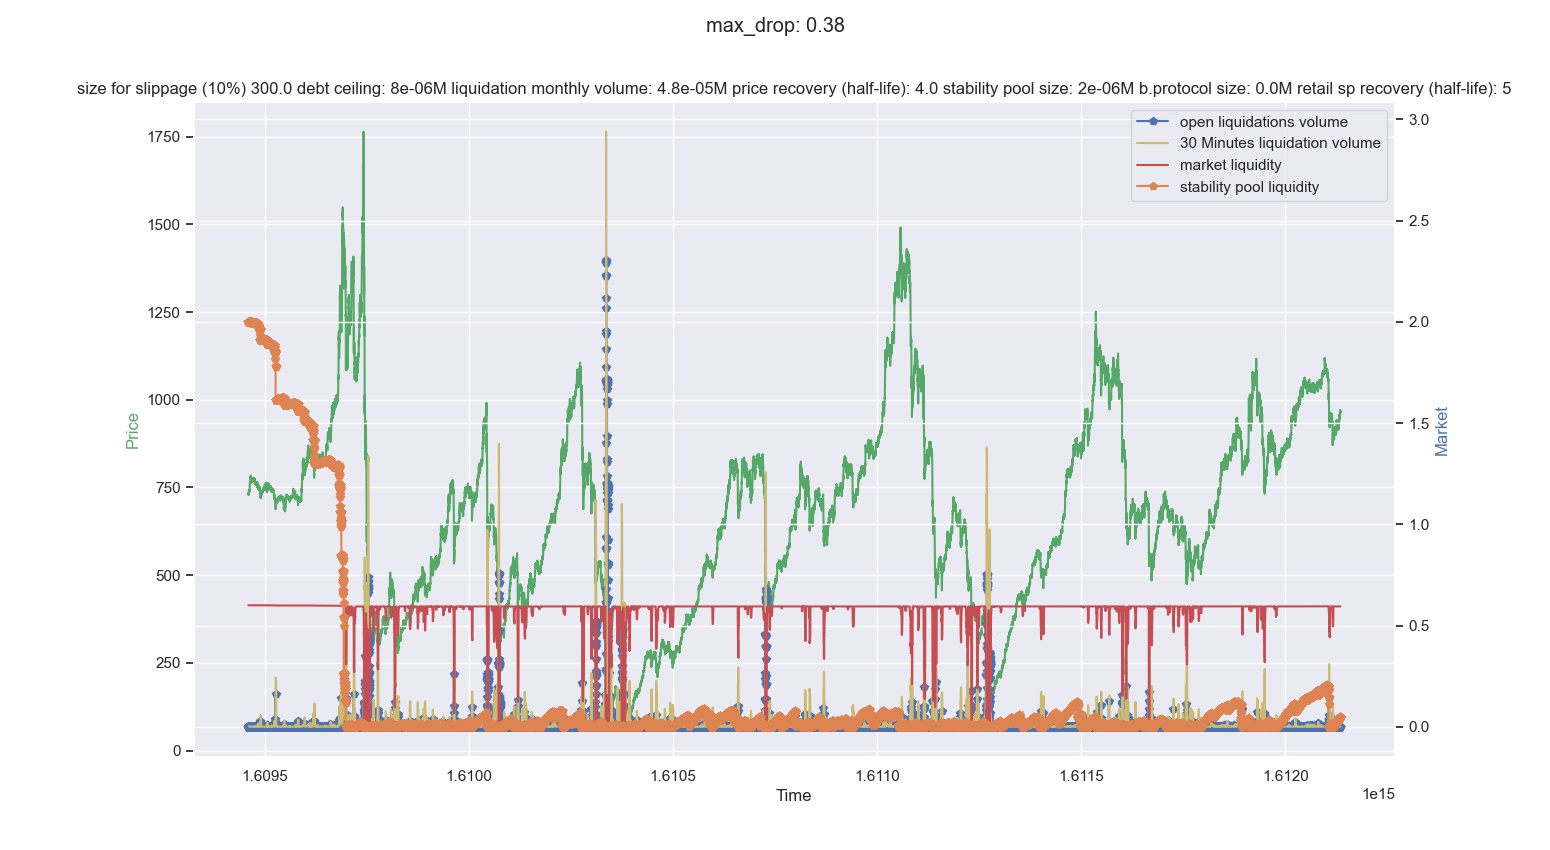 max_drop: 0.38
size for slippage (10%) 300.0 debt ceiling: 8e-06M liquidation monthly volume: 4.8e-05M price recovery (half-life): 4.0 stability pool size: 2e-06M b.protocol size: 0.0M retail sp recovery (half-life): 5
open liquidations volume
30 Minutes liquidation volume
market liquidity
stability pool liquidity
1750
1500
1250
1000
750
500
250
0
Price
3.0
2.5
2.0
1.5
1.0
0.5
0.0
Market
1.6095
1.6100
1.6105
1.6110
1.6115
1.6120
1e15
Time